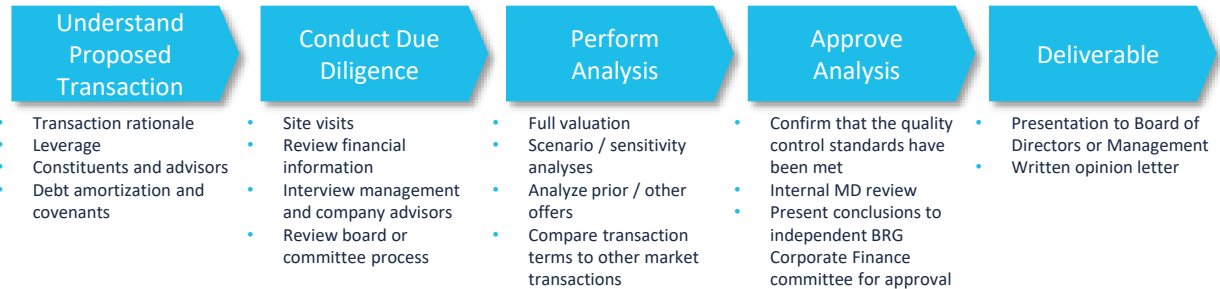 Understand
Proposed
Transaction
• Transaction rationale
• Leverage
• Constituents and advisors
• Debt amortization and
covenants
Conduct Due
Diligence
• Site visits
• Review financial
information
• Interview management
and company advisors
• Review board or
committee process
Perform
Analysis
• Full valuation
• Scenario / sensitivity
analyses
• Analyze prior / other
offers
• Compare transaction
terms to other market
transactions
Approve
Analysis
• Confirm that the quality
control standards have
been met
• Internal MD review
• Present conclusions to
independent BRG
Corporate Finance
committee for approval
Deliverable
• Presentation to Board of
Directors or Management
• Written opinion letter